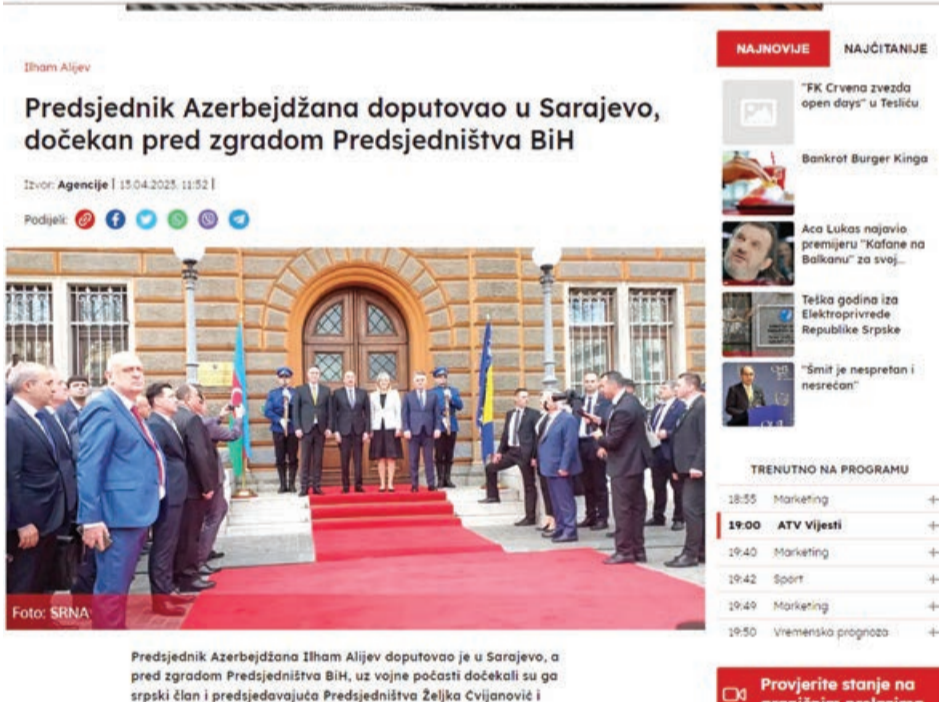 Ilham Alijev
Predsjednik Azerbejdžana doputovao u Sarajevo,
dočekan pred zgradom Predsjedništva BiH
Izvor: Agencije | 13.04.2023. 11:52 |
Podijeli:
Foto: SRNA
Predsjednik Azerbejdžana Ilham Alijev doputovao je u Sarajevo, a
pred zgradom Predsjedništva BiH, uz vojne počasti dočekali su ga
srpski član i predsjedavajuća Predsjedništva Željka Cvijanović i
NAJNOVIJE
NAJČITANIJE
"FK Crvena zvezda
open days" u Tesliću
Bankrot Burger Kinga
Aca Lukas najavio
premijeru "Kafane na
Balkanu" za svoj...
Teška godina iza
Elektroprivrede
Republike Srpske
"Šmit je nespretan i
nesrećan"
TRENUTNO NA PROGRAMU
18:55 Marketing
19:00 ATV Vijesti
19:40 Marketing
19:42 Sport
19:49 Marketing
19:50 Vremenska prognoza
Provjerite stanje na